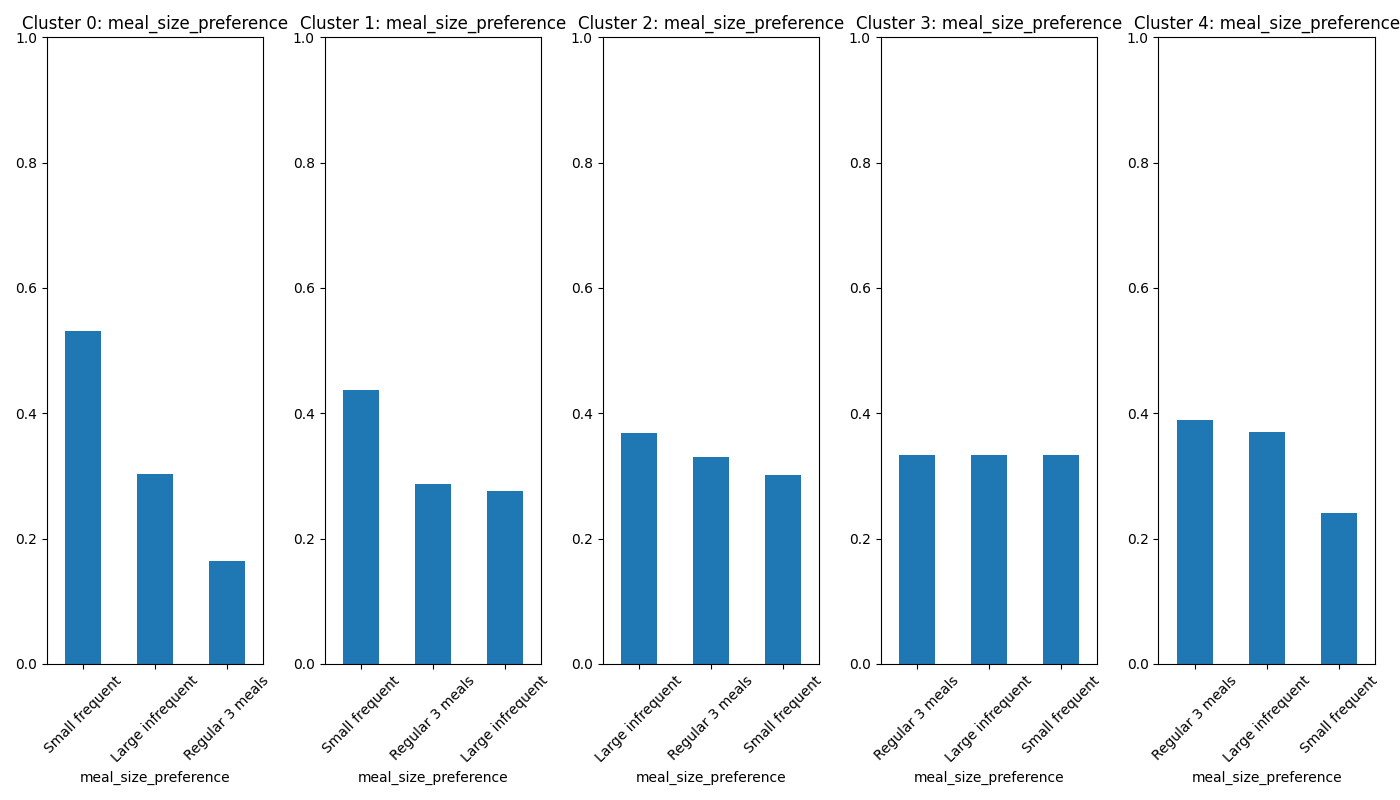 Cluster 0: meal_size_preference
1.0
0.8
0.6
0.4
0.2
0.0
Small frequent
Large infrequent
Regular 3 meals
meal_size_preference
Cluster 1: meal_size_preference
1.0
0.8
0.6
0.4
0.2
0.0
Small frequent
Regular 3 meals
Large infrequent
meal_size_preference
Cluster 2: meal_size_preference
1.0
0.8
0.6
0.4
0.2
0.0
Large infrequent
Regular 3 meals
Small frequent
meal_size_preference
Cluster 3: meal_size_preference
1.0
0.8
0.6
0.4
0.2
0.0
Regular 3 meals
Large infrequent
Small frequent
meal_size_preference
Cluster 4: meal_size_preference
1.0
0.8
0.6
0.4
0.2
0.0
Regular 3 meals
Large infrequent
Small frequent
meal_size_preference